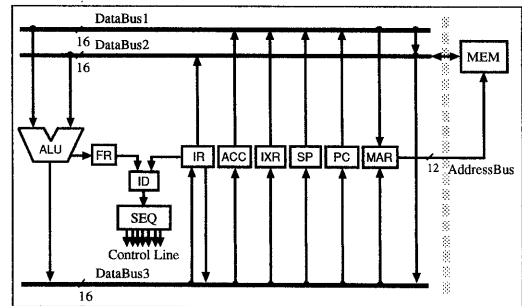 DataBus1
16
DataBus2
16
MEM
ALU
FR
IR
ACC
IXR
SP
PC
MAR
12
AddressBus
ID
SEQ
Control Line
DataBus3
16